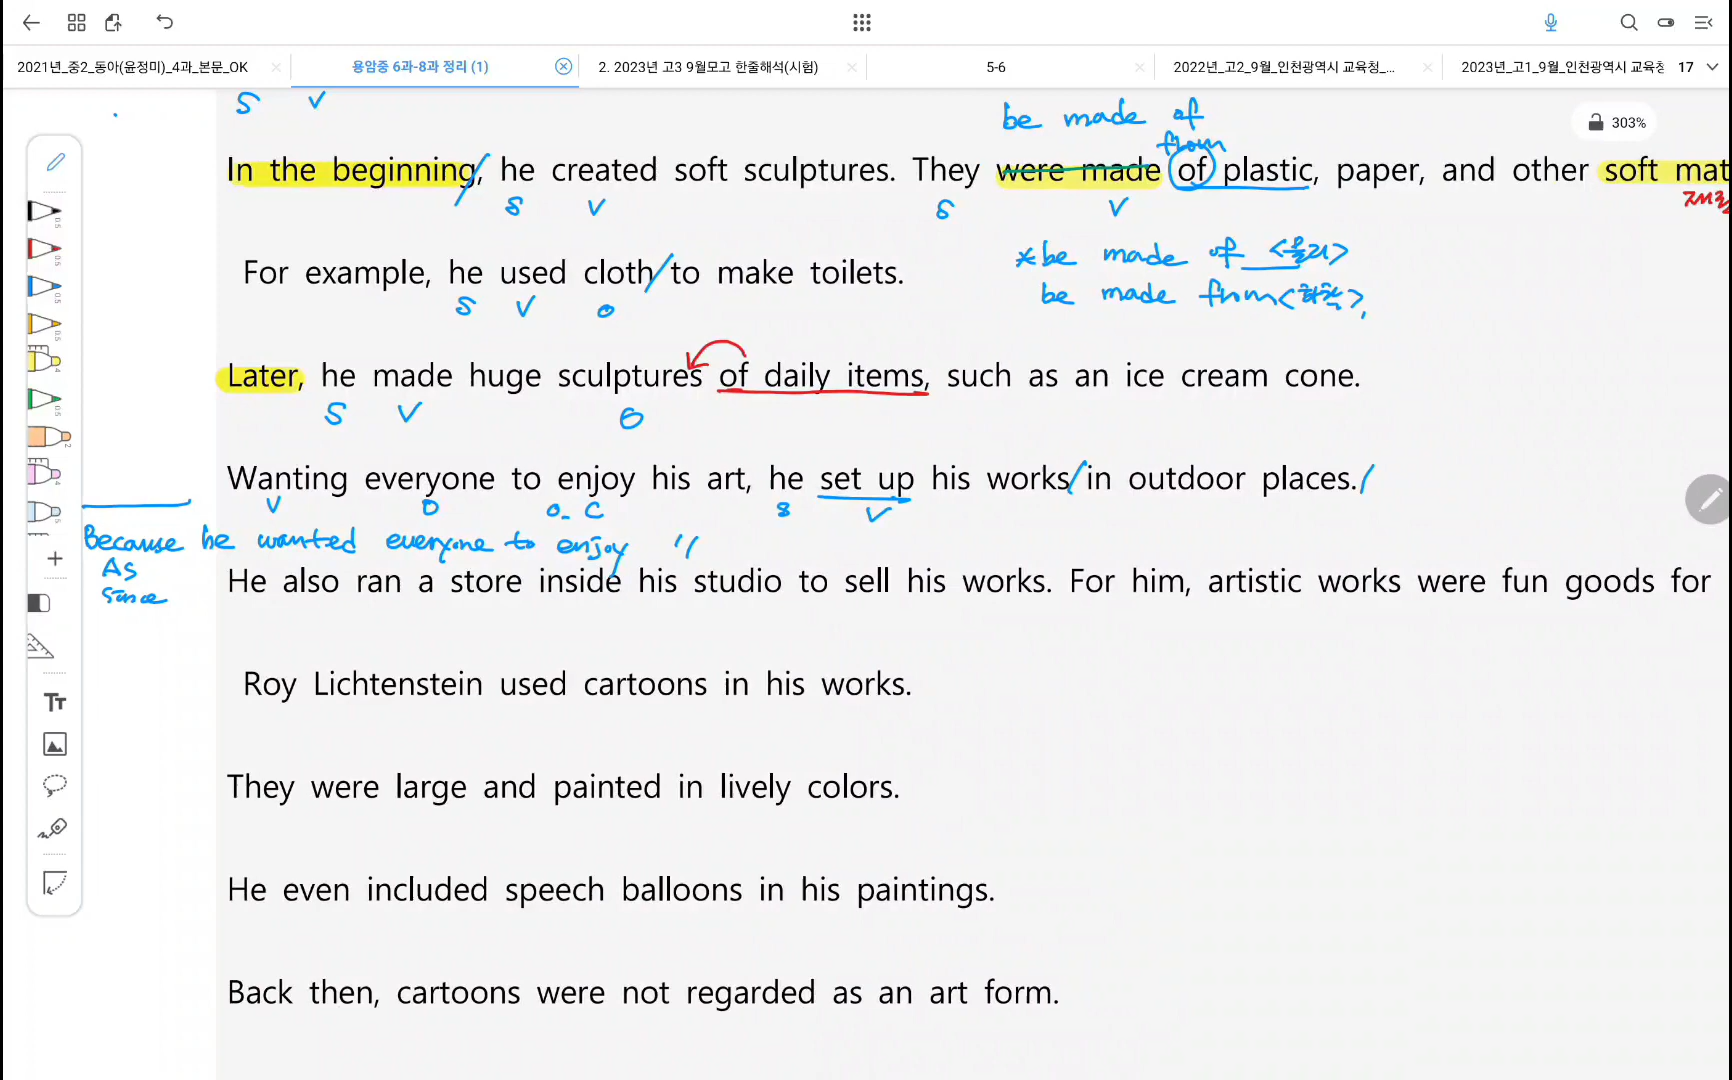 2021년_중2_동아(윤정미)_4과_본문_OK
용암중 6과-8과 정리 (1)
2. 2023년 고3 9월모고 한줄해석(시험)
5-6
2022년_고2_9월_인천광역시 교육청_...
2023년_고1_9월_인천광역시 교육청
17
303%
S V
be made of
from
In the beginning, he created soft sculptures. They were made of plastic, paper, and other soft mat
S V S V
*be made of <물리>
For example, he used cloth/to make toilets.
be made from<화학>,
S V O
Later, he made huge sculptures of daily items, such as an ice cream cone.
S V O
Wanting everyone to enjoy his art, he set up his works/in outdoor places./
V O O.C S V
Because he wanted everyone to enjoy 〃
As
Since
He also ran a store inside his studio to sell his works. For him, artistic works were fun goods for
Roy Lichtenstein used cartoons in his works.
They were large and painted in lively colors.
He even included speech balloons in his paintings.
Back then, cartoons were not regarded as an art form.